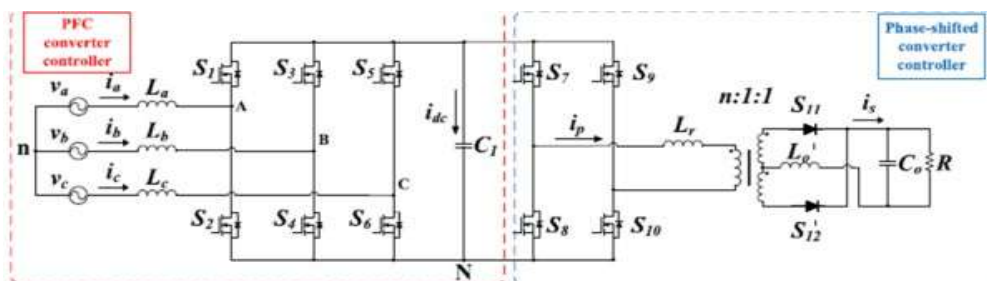 PFC
converter
controller
Phase-shifted
converter
controller
S1
S3
S5
S7
S9
n:1:1
S11
va
ia
La
A
vb
ib
Lb
B
n
vc
ic
Lc
C
idc
C1
ip
Lr
is
Lo
Co
R
S2
S4
S6
S8
S10
S12
N